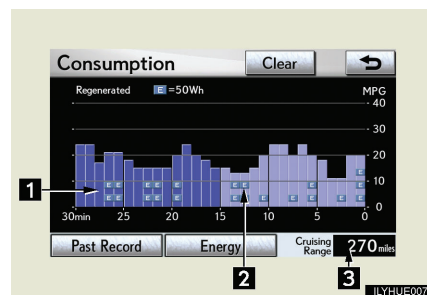 Consumption Clear
Regenerated E =50Wh MPG
40
30
20
10
0
30min 25 20 15 10 5 0
Past Record Energy Cruising Range 270 miles
1
2
3
ILYHUE007